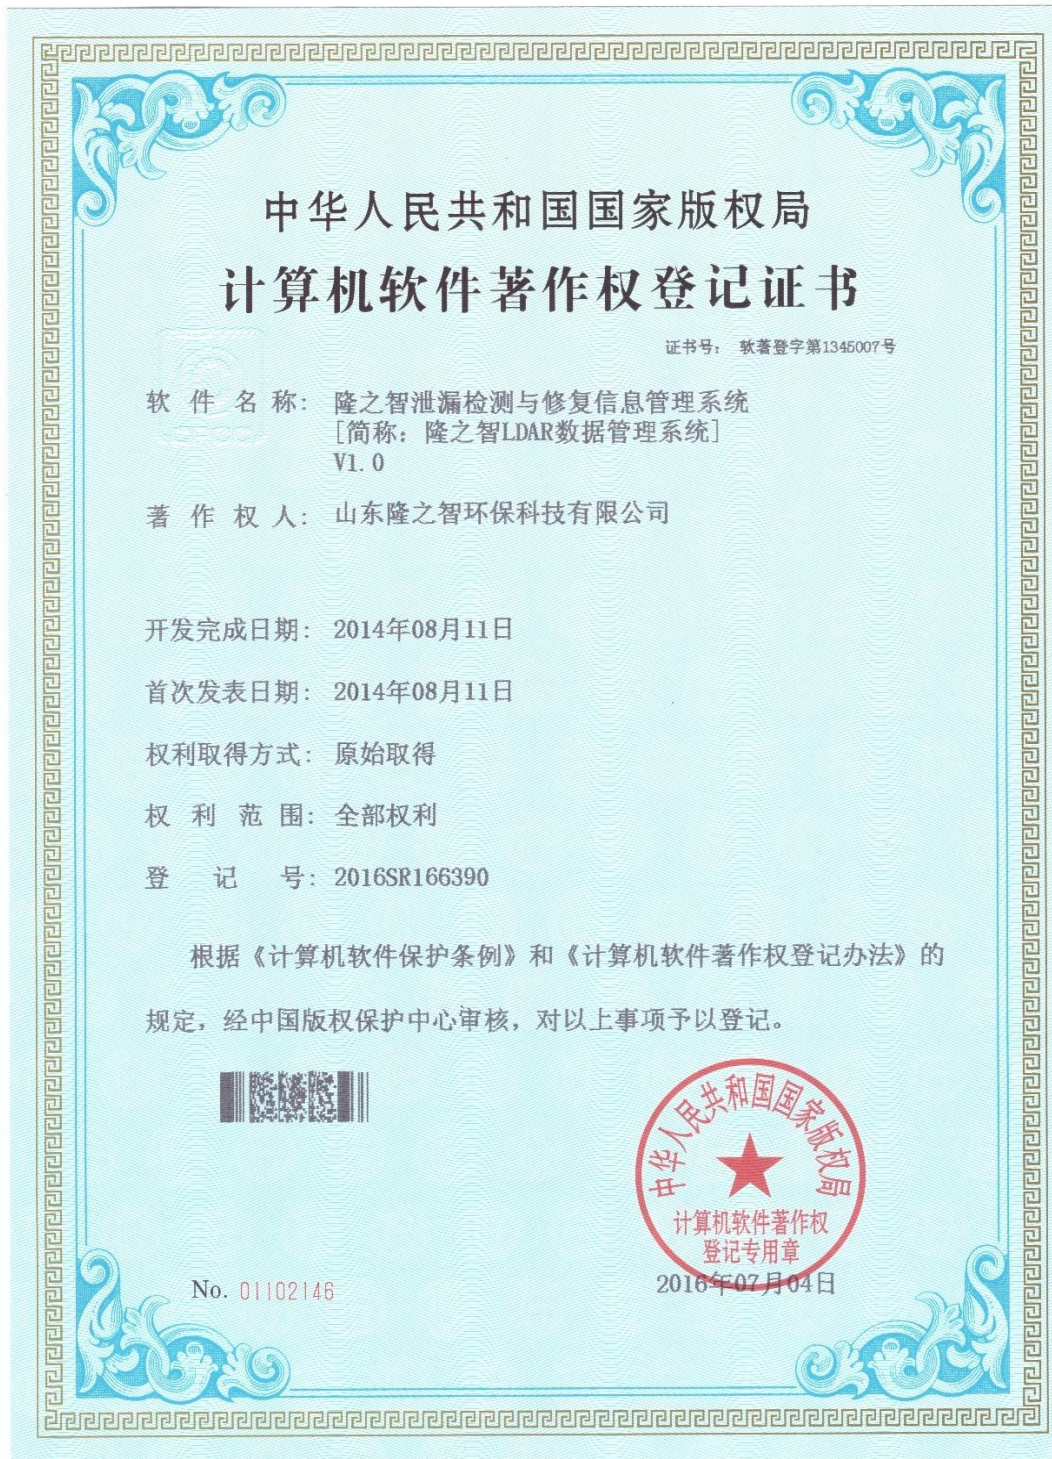 中华人民共和国国家版权局
计算机软件著作权登记证书
证书号： 软著登字第1345007号
软件名称： 隆之智泄漏检测与修复信息管理系统
[简称：隆之智LDAR数据管理系统]
V1.0
著作权人： 山东隆之智环保科技有限公司
开发完成日期： 2014年08月11日
首次发表日期： 2014年08月11日
权利取得方式： 原始取得
权利范围： 全部权利
登记号： 2016SR166390
根据《计算机软件保护条例》和《计算机软件著作权登记办法》的
规定，经中国版权保护中心审核，对以上事项予以登记。
中华人民共和国国家版权局
计算机软件著作权
登记专用章
No. 01102146
2016年07月04日